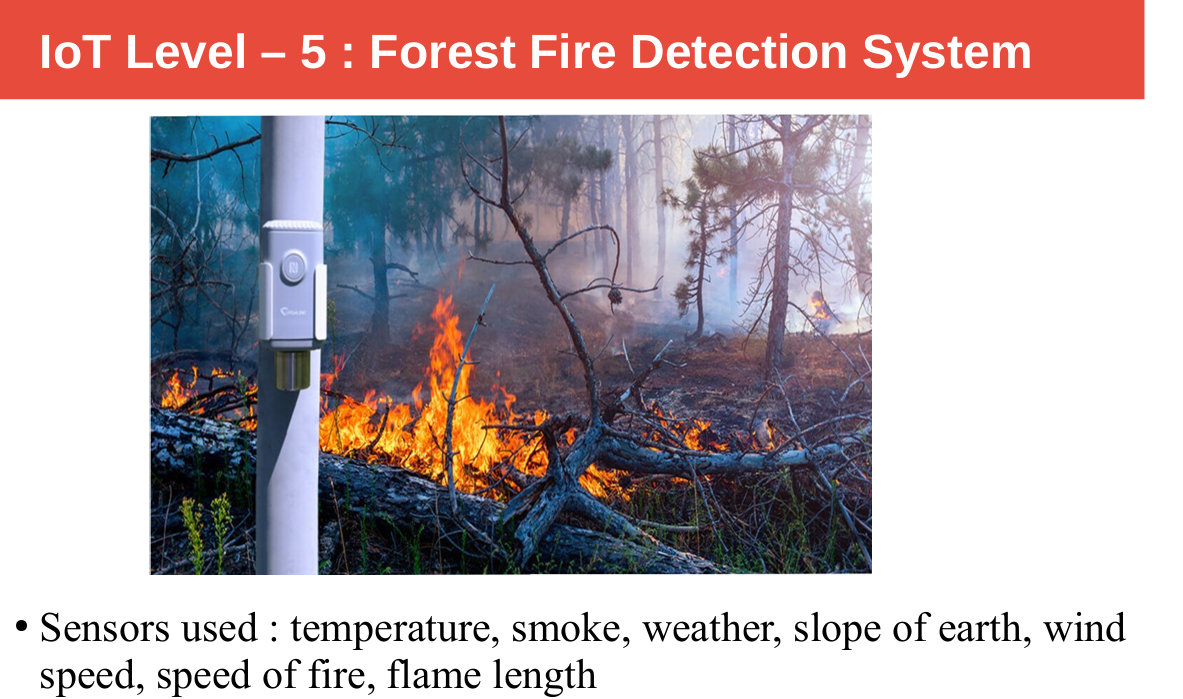 IoT Level – 5 : Forest Fire Detection System
• Sensors used : temperature, smoke, weather, slope of earth, wind
speed, speed of fire, flame length